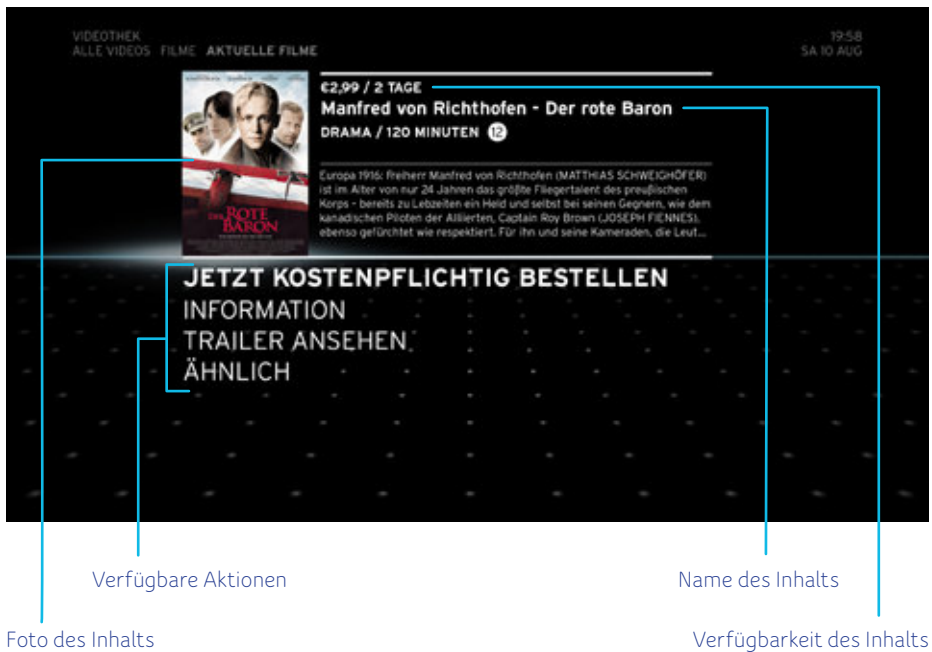 VIDEOTHEK
ALLE VIDEOS FILME AKTUELLE FILME
19:58
SA 10 AUG
DER ROTE
BARON
€2,99 / 2 TAGE
Manfred von Richthofen - Der rote Baron
DRAMA / 120 MINUTEN 12
Europa 1916: Freiherr Manfred von Richthofen (MATTHIAS SCHWEIGHÖFER)
ist im Alter von nur 24 Jahren das größte Fliegertalent des preußischen
Korps - bereits zu Lebzeiten ein Held und selbst bei seinen Gegnern, wie dem
kanadischen Piloten der Alliierten, Captain Roy Brown (JOSEPH FIENNES),
ebenso gefürchtet wie respektiert. Für ihn und seine Kameraden, die Leut...
JETZT KOSTENPFLICHTIG BESTELLEN
INFORMATION
TRAILER ANSEHEN
ÄHNLICH
Verfügbare Aktionen
Name des Inhalts
Foto des Inhalts
Verfügbarkeit des Inhalts